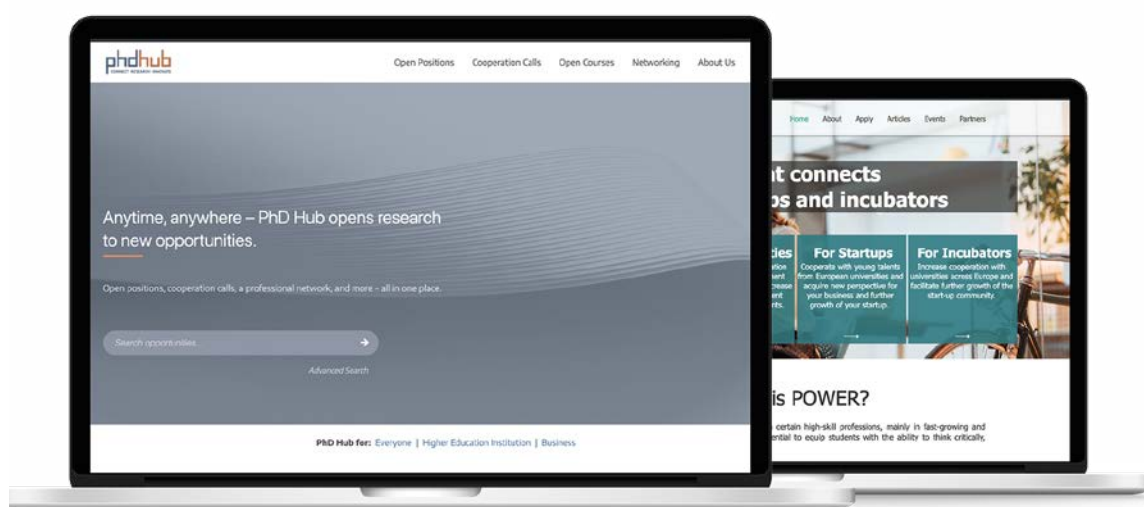 phdhub
CONNECT RESEARCH INNOVATE
Open Positions Cooperation Calls Open Courses Networking About Us
Anytime, anywhere – PhD Hub opens research
to new opportunities.
Open positions, cooperation calls, a professional network, and more – all in one place.
Search opportunities
Advanced Search
PhD Hub for: Everyone | Higher Education Institution | Business
Home About Apply Articles Events Partners
connects
and incubators
For Startups
Cooperate with young talents
from European universities and
acquire new perspective for
your business and further
growth of your startup.
For Incubators
Increase cooperation with
universities across Europe and
facilitate further growth of the
start-up community.
is POWER?
certain high-skill professions, mainly in fast-growing and
to equip students with the ability to think critically,